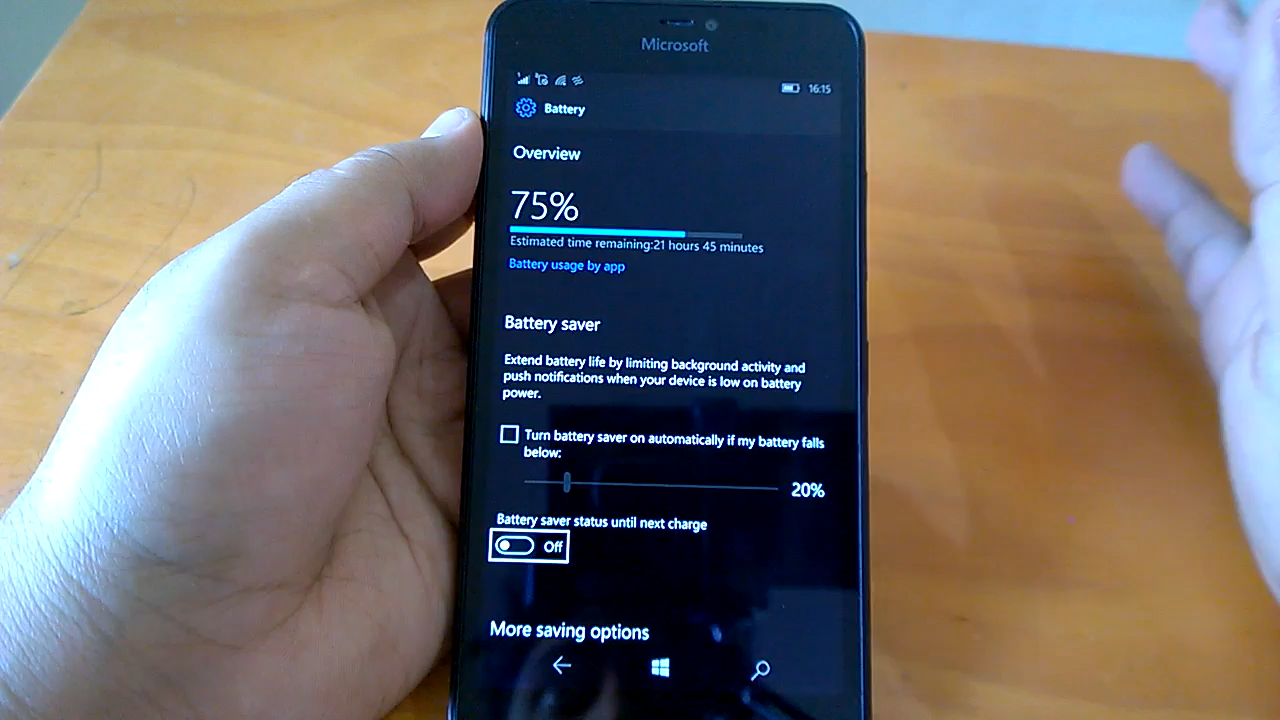 Microsoft
16:15
Battery
Overview
75%
Estimated time remaining:21 hours 45 minutes
Battery usage by app
Battery saver
Extend battery life by limiting background activity and
push notifications when your device is low on battery
power.
Turn battery saver on automatically if my battery falls
below:
20%
Battery saver status until next charge
Off
More saving options